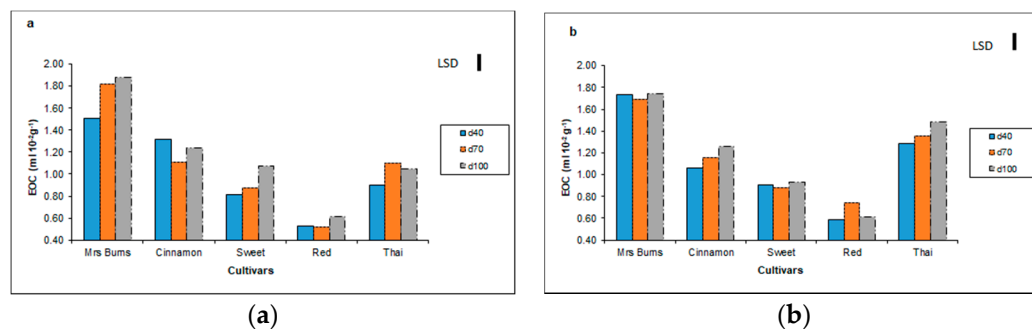 a
LSD
2.00
1.80
1.60
1.40
1.20
1.00
0.80
0.60
0.40
EOC (ml 10⁻² g⁻¹)
d40
d70
d100
Mrs Burns Cinnamon Sweet Red Thai
Cultivars
(a)
b
LSD
2.00
1.80
1.60
1.40
1.20
1.00
0.80
0.60
0.40
EOC (ml 10⁻² g⁻¹)
d40
d70
d100
Mrs Burns Cinnamon Sweet Red Thai
Cultivars
(b)